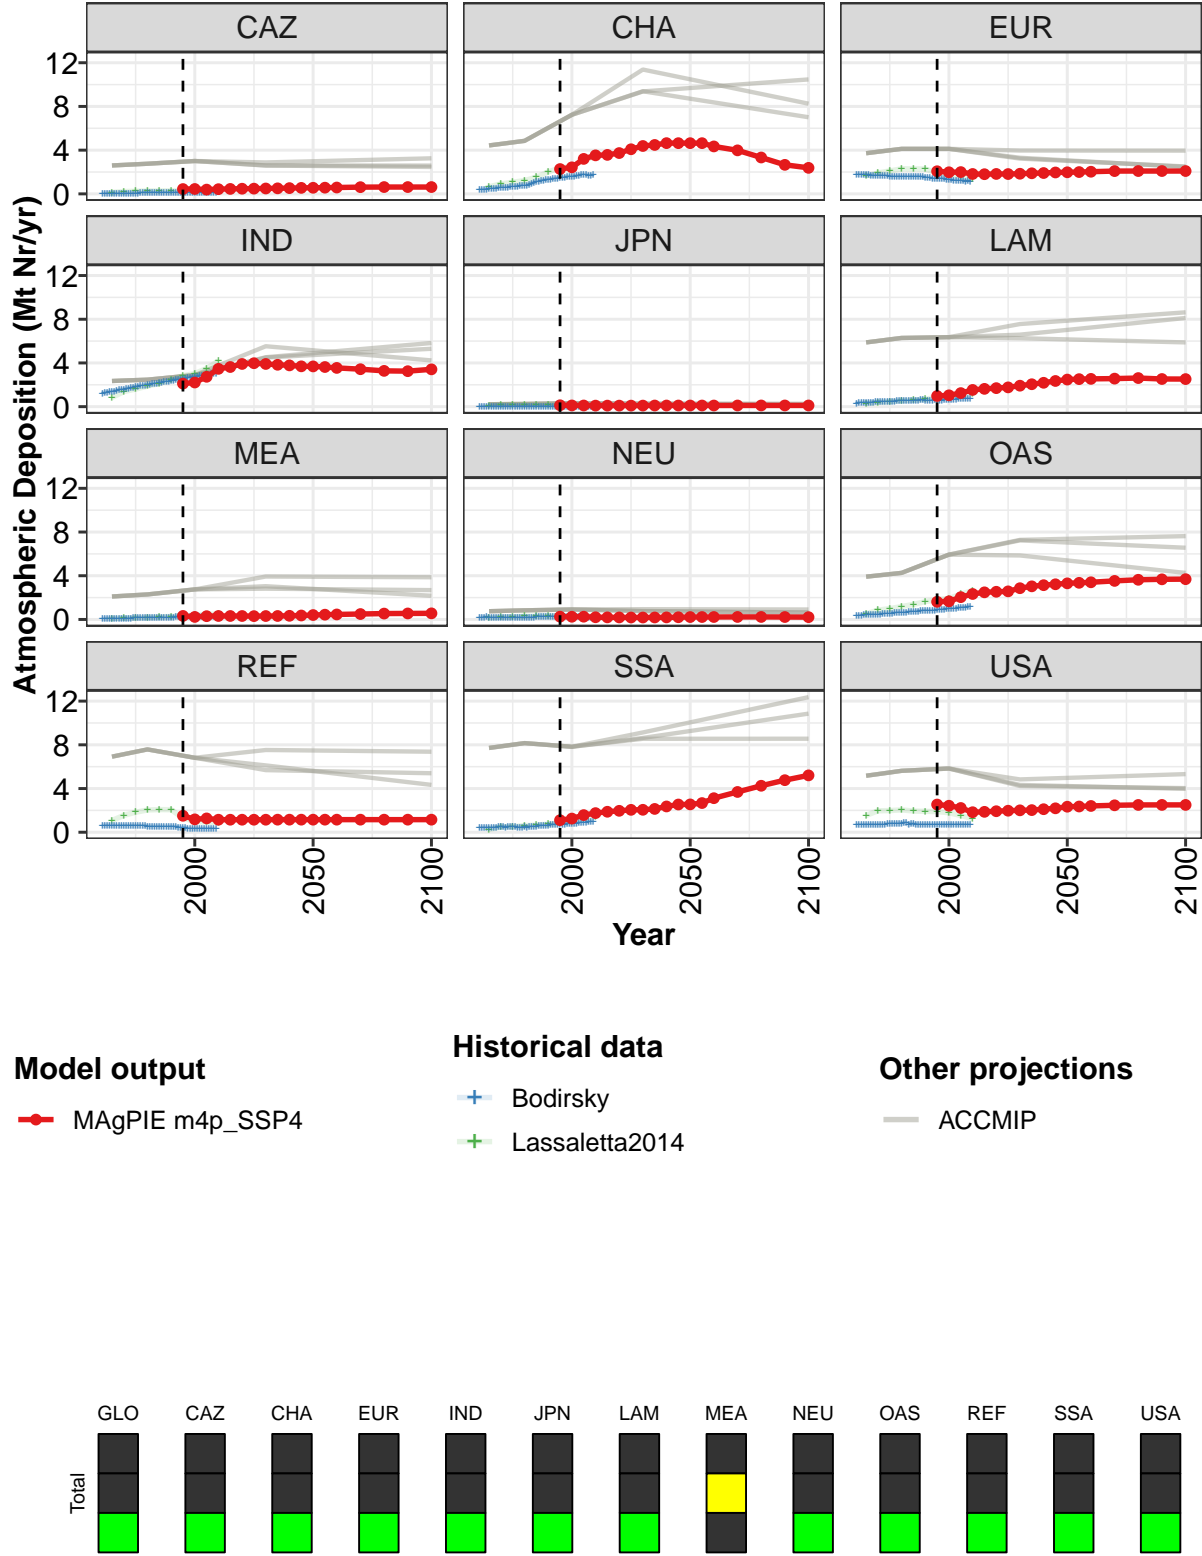 CAZ CHA EUR
12
8
4
0
IND JPN LAM
12
8
4
0
MEA NEU OAS
12
8
4
0
REF SSA USA
12
8
4
0
Atmospheric Deposition (Mt Nr/yr)
2000 2050 2100 2000 2050 2100 2000 2050 2100
Year
Model output
MAgPIE m4p_SSP4
Historical data
Bodirsky
Lassaletta2014
Other projections
ACCMIP
GLO CAZ CHA EUR IND JPN LAM MEA NEU OAS REF SSA USA
Total